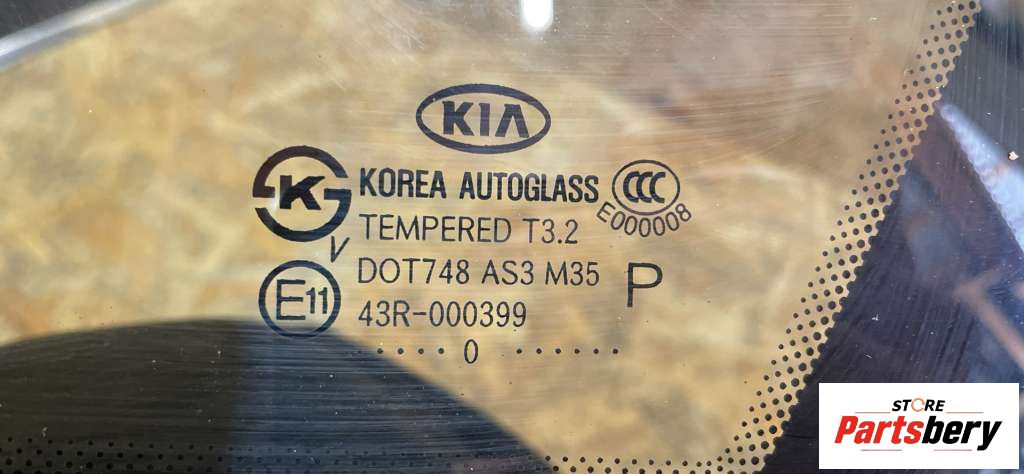 KIA
K
KOREA AUTOGLASS
CCC
E000008
TEMPERED T3.2
V
DOT748 AS3 M35
P
E11
43R-000399
······ 0 ······
STORE
Partsbery